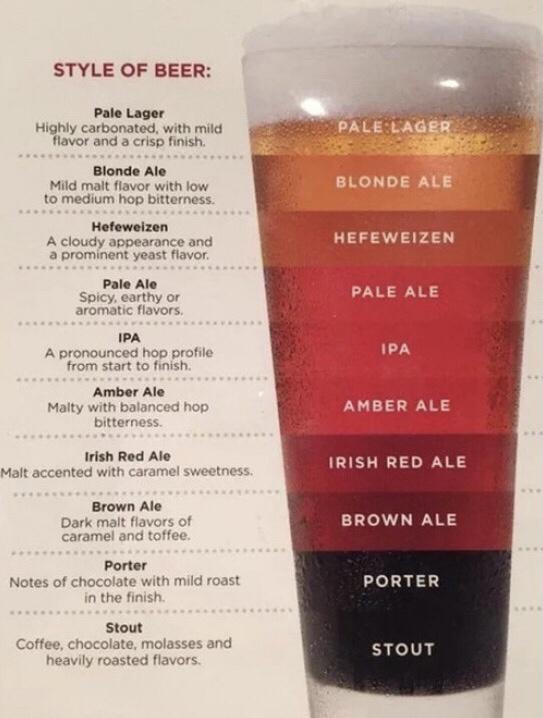 STYLE OF BEER:
Pale Lager
Highly carbonated, with mild
flavor and a crisp finish.
Blonde Ale
Mild malt flavor with low
to medium hop bitterness.
Hefeweizen
A cloudy appearance and
a prominent yeast flavor.
Pale Ale
Spicy, earthy or
aromatic flavors.
IPA
A pronounced hop profile
from start to finish.
Amber Ale
Malty with balanced hop
bitterness.
Irish Red Ale
Malt accented with caramel sweetness.
Brown Ale
Dark malt flavors of
caramel and toffee.
Porter
Notes of chocolate with mild roast
in the finish.
Stout
Coffee, chocolate, molasses and
heavily roasted flavors.
PALE LAGER
BLONDE ALE
HEFEWEIZEN
PALE ALE
IPA
AMBER ALE
IRISH RED ALE
BROWN ALE
PORTER
STOUT